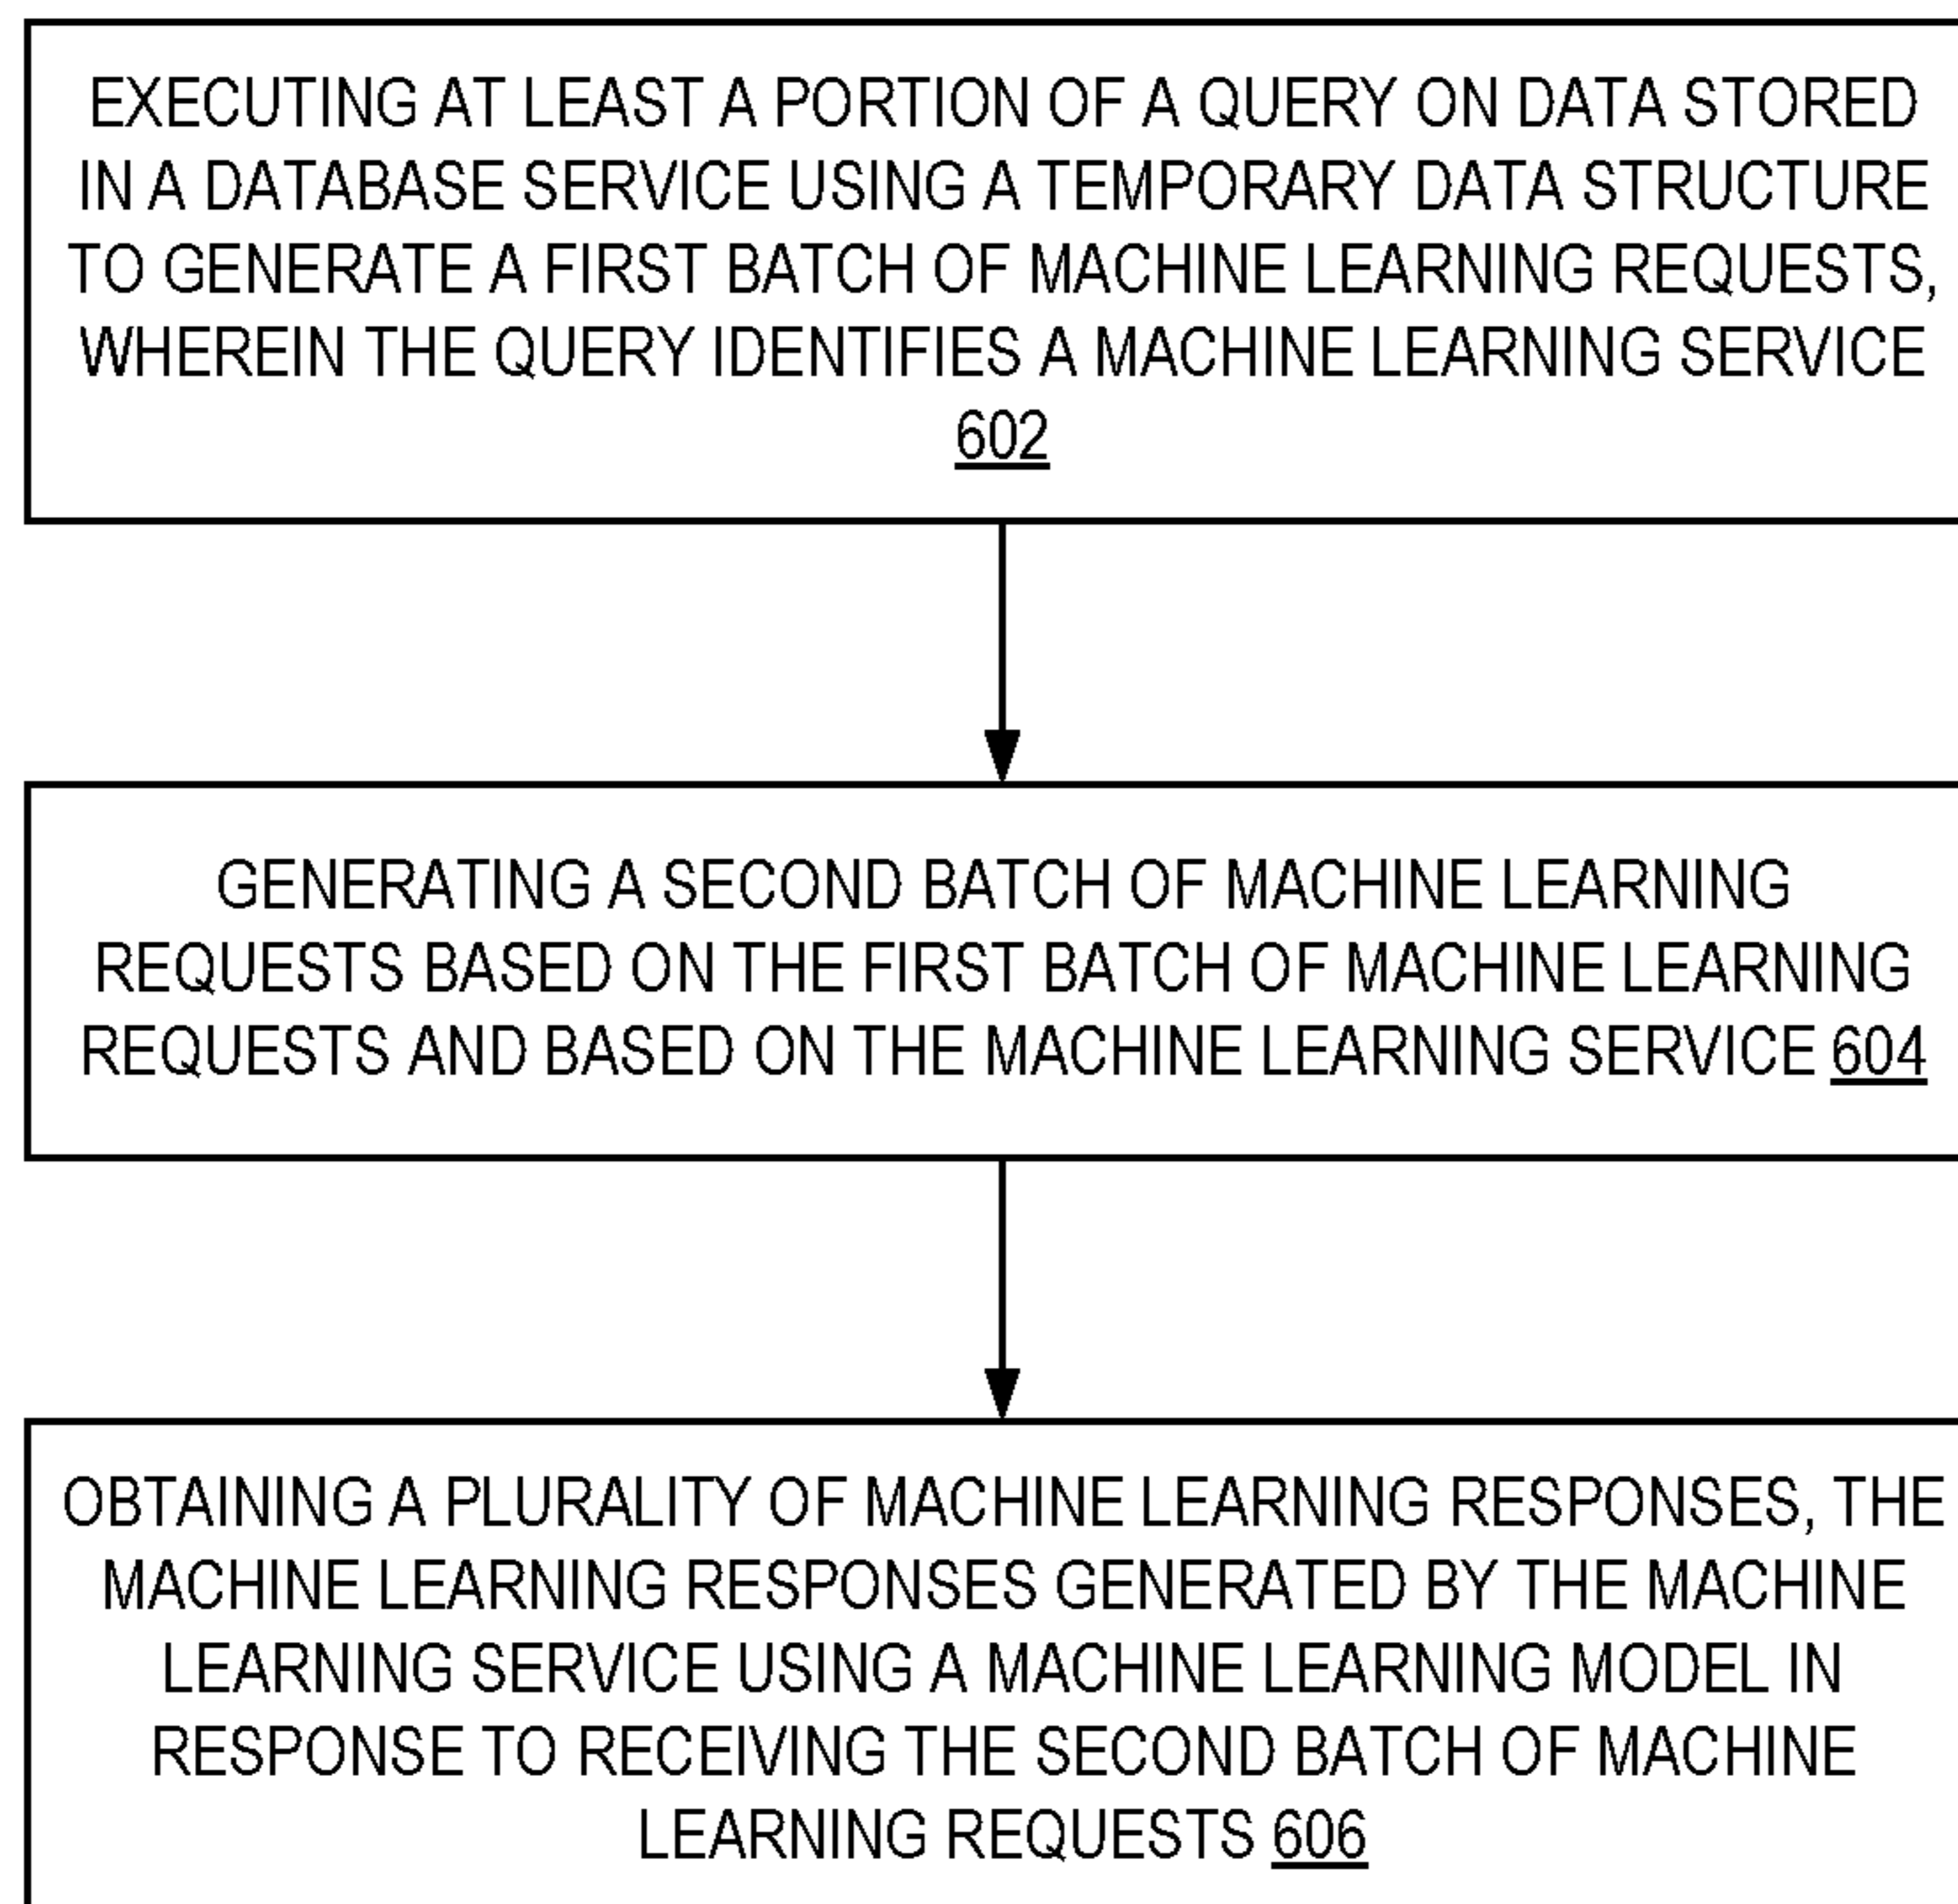 EXECUTING AT LEAST A PORTION OF A QUERY ON DATA STORED
IN A DATABASE SERVICE USING A TEMPORARY DATA STRUCTURE
TO GENERATE A FIRST BATCH OF MACHINE LEARNING REQUESTS,
WHEREIN THE QUERY IDENTIFIES A MACHINE LEARNING SERVICE
602
GENERATING A SECOND BATCH OF MACHINE LEARNING
REQUESTS BASED ON THE FIRST BATCH OF MACHINE LEARNING
REQUESTS AND BASED ON THE MACHINE LEARNING SERVICE 604
OBTAINING A PLURALITY OF MACHINE LEARNING RESPONSES, THE
MACHINE LEARNING RESPONSES GENERATED BY THE MACHINE
LEARNING SERVICE USING A MACHINE LEARNING MODEL IN
RESPONSE TO RECEIVING THE SECOND BATCH OF MACHINE
LEARNING REQUESTS 606